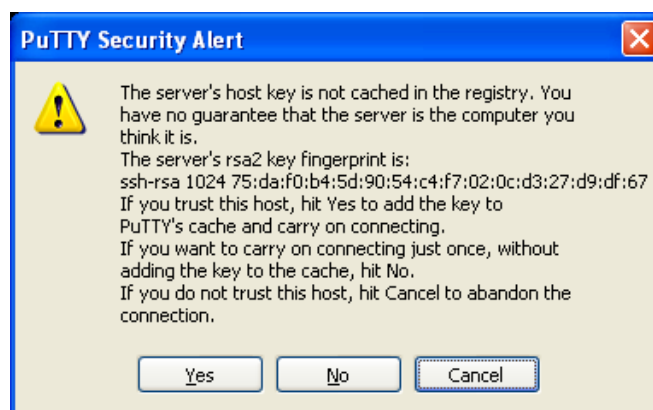 PuTTY Security Alert
The server's host key is not cached in the registry. You
have no guarantee that the server is the computer you
think it is.
The server's rsa2 key fingerprint is:
ssh-rsa 1024 75:da:f0:b4:5d:90:54:c4:f7:02:0c:d3:27:d9:df:67
If you trust this host, hit Yes to add the key to
PuTTY's cache and carry on connecting.
If you want to carry on connecting just once, without
adding the key to the cache, hit No.
If you do not trust this host, hit Cancel to abandon the
connection.
Yes No Cancel